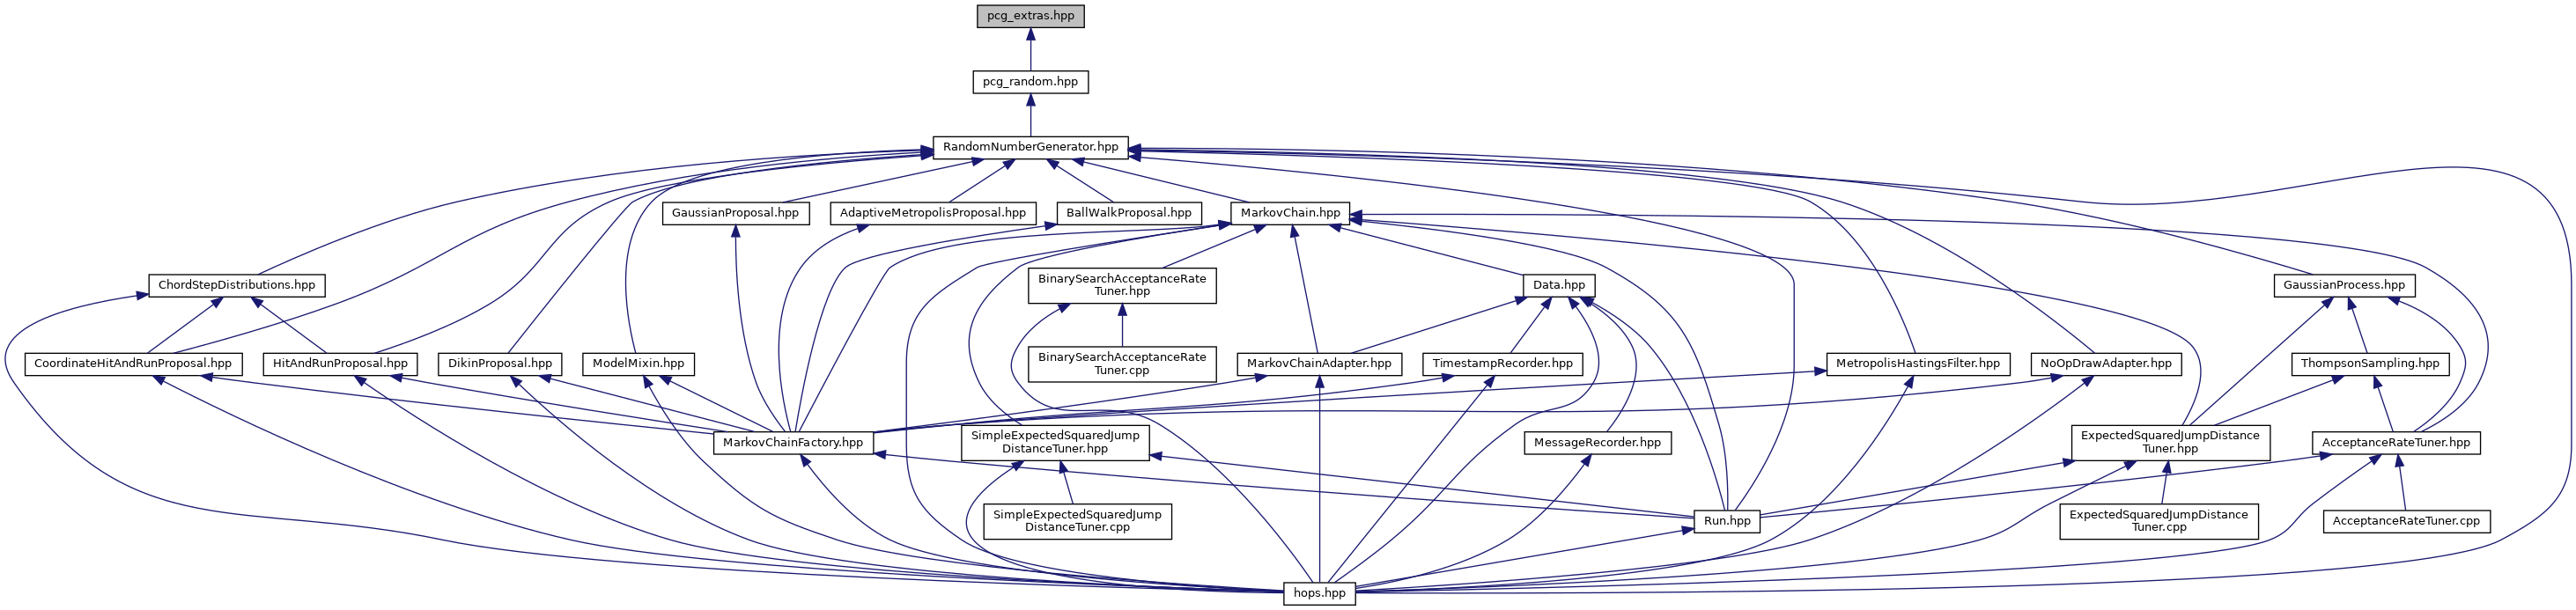 pcg_extras.hpp
pcg_random.hpp
RandomNumberGenerator.hpp
GaussianProposal.hpp
AdaptiveMetropolisProposal.hpp
BallWalkProposal.hpp
MarkovChain.hpp
ChordStepDistributions.hpp
BinarySearchAcceptanceRate
Tuner.hpp
Data.hpp
GaussianProcess.hpp
CoordinateHitAndRunProposal.hpp
HitAndRunProposal.hpp
DikinProposal.hpp
ModelMixin.hpp
BinarySearchAcceptanceRate
Tuner.cpp
MarkovChainAdapter.hpp
TimestampRecorder.hpp
MetropolisHastingsFilter.hpp
NoOpDrawAdapter.hpp
ThompsonSampling.hpp
MarkovChainFactory.hpp
SimpleExpectedSquaredJump
DistanceTuner.hpp
MessageRecorder.hpp
ExpectedSquaredJumpDistance
Tuner.hpp
AcceptanceRateTuner.hpp
SimpleExpectedSquaredJump
DistanceTuner.cpp
Run.hpp
ExpectedSquaredJumpDistance
Tuner.cpp
AcceptanceRateTuner.cpp
hops.hpp